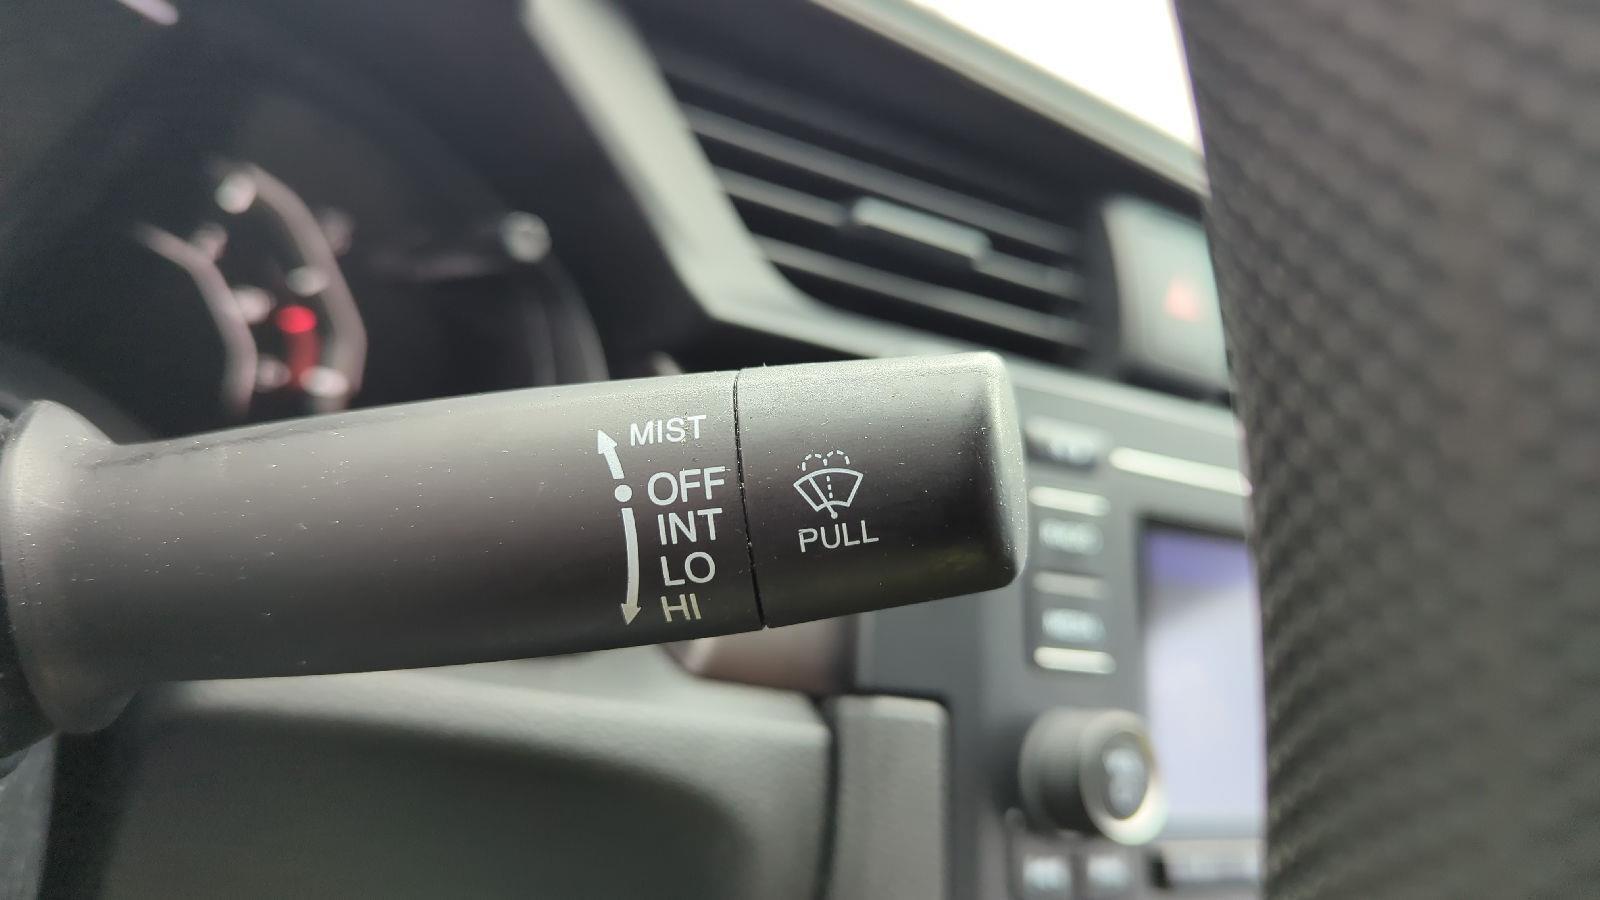 MIST
OFF
INT
LO
HI
PULL